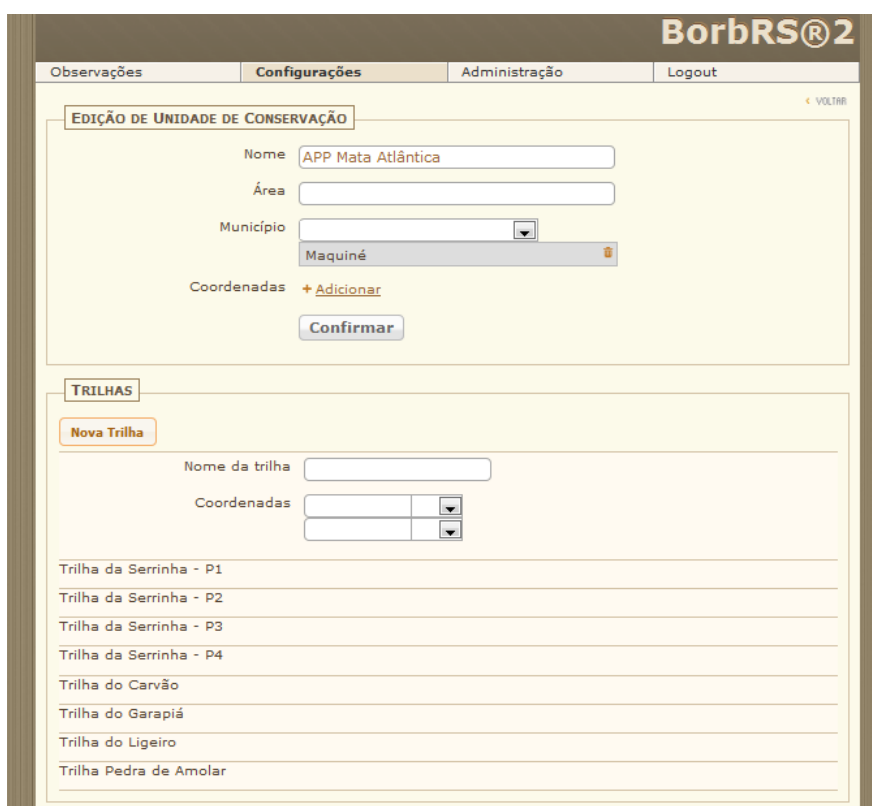 BorbRS®2
Observações Configurações Administração Logout
< VOLTAR
EDIÇÃO DE UNIDADE DE CONSERVAÇÃO
Nome APP Mata Atlântica
Área
Município
Maquiné
Coordenadas + Adicionar
Confirmar
TRILHAS
Nova Trilha
Nome da trilha
Coordenadas
Trilha da Serrinha - P1
Trilha da Serrinha - P2
Trilha da Serrinha - P3
Trilha da Serrinha - P4
Trilha do Carvão
Trilha do Garapiá
Trilha do Ligeiro
Trilha Pedra de Amolar